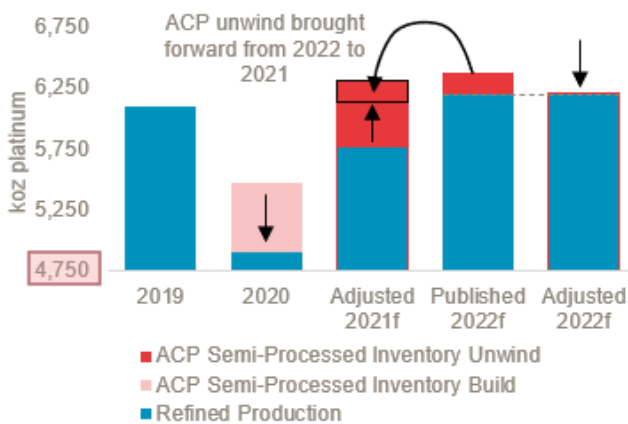 6,750
ACP unwind brought
forward from 2022 to
2021
6,250
5,750
5,250
4,750
koz platinum
2019
2020
Adjusted
2021f
Published
2022f
Adjusted
2022f
ACP Semi-Processed Inventory Unwind
ACP Semi-Processed Inventory Build
Refined Production